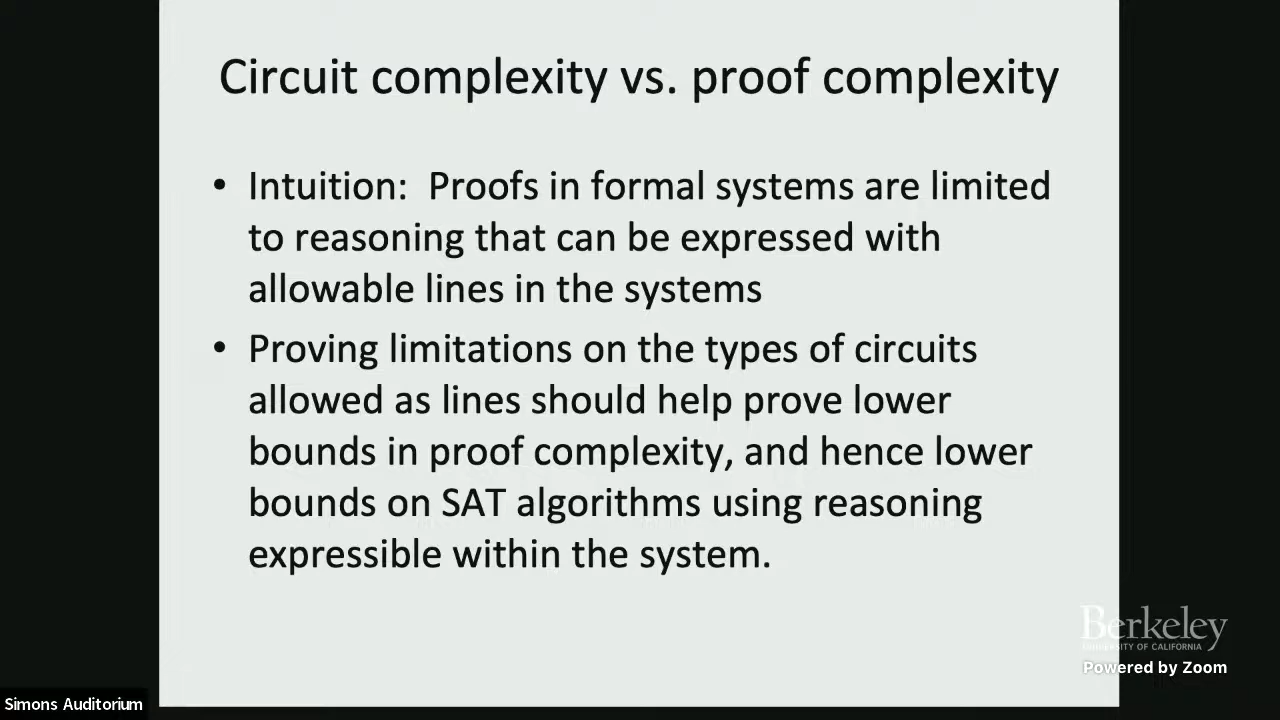 Circuit complexity vs. proof complexity
• Intuition: Proofs in formal systems are limited
to reasoning that can be expressed with
allowable lines in the systems
• Proving limitations on the types of circuits
allowed as lines should help prove lower
bounds in proof complexity, and hence lower
bounds on SAT algorithms using reasoning
expressible within the system.
Berkeley
UNIVERSITY OF CALIFORNIA
Powered by Zoom
Simons Auditorium